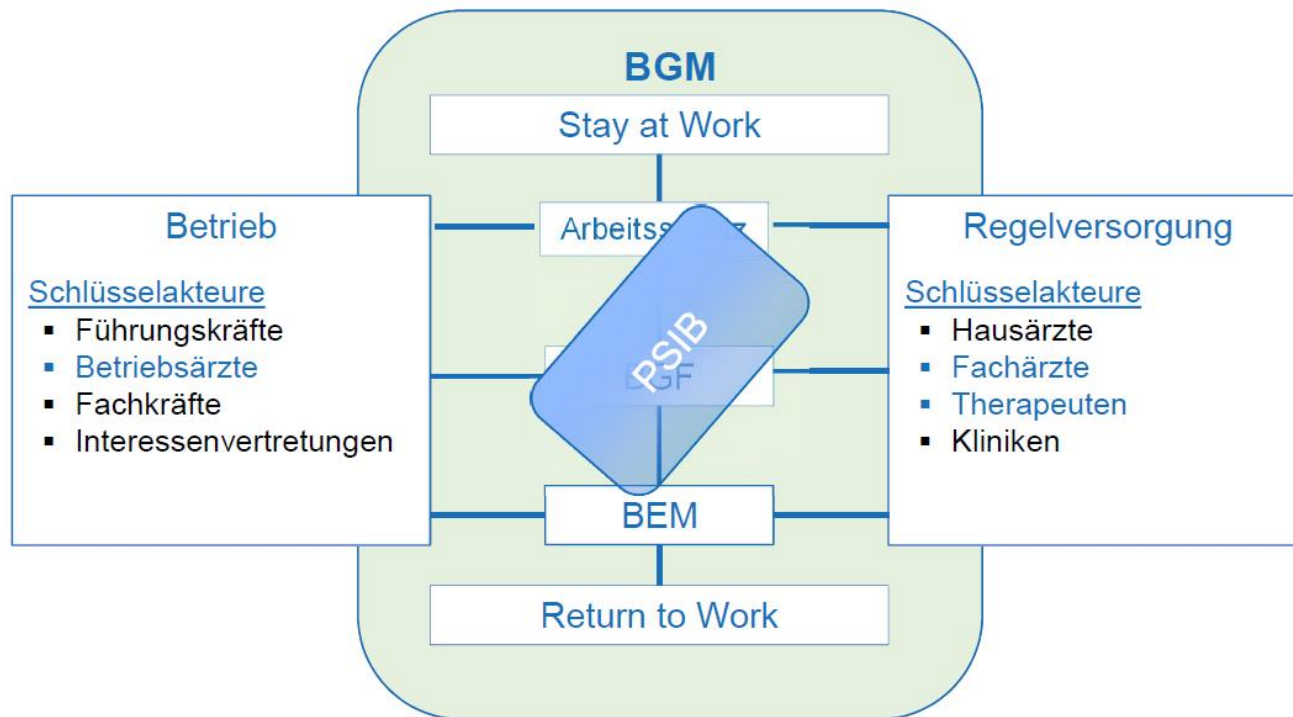 BGM
Stay at Work
Betrieb
Schlüsselakteure
▪ Führungskräfte
▪ Betriebsärzte
▪ Fachkräfte
▪ Interessenvertretungen
PSIB
BGF
BEM
Return to Work
Regelversorgung
Schlüsselakteure
▪ Hausärzte
▪ Fachärzte
▪ Therapeuten
▪ Kliniken